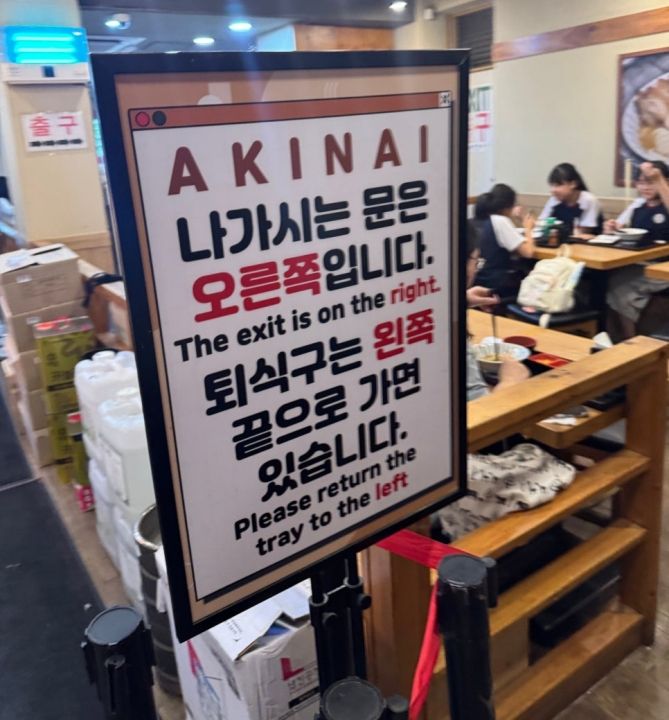 출구
AKINAI
나가시는 문은
오른쪽입니다.
The exit is on the right.
퇴식구는 왼쪽
끝으로 가면
있습니다.
Please return the
tray to the left
L